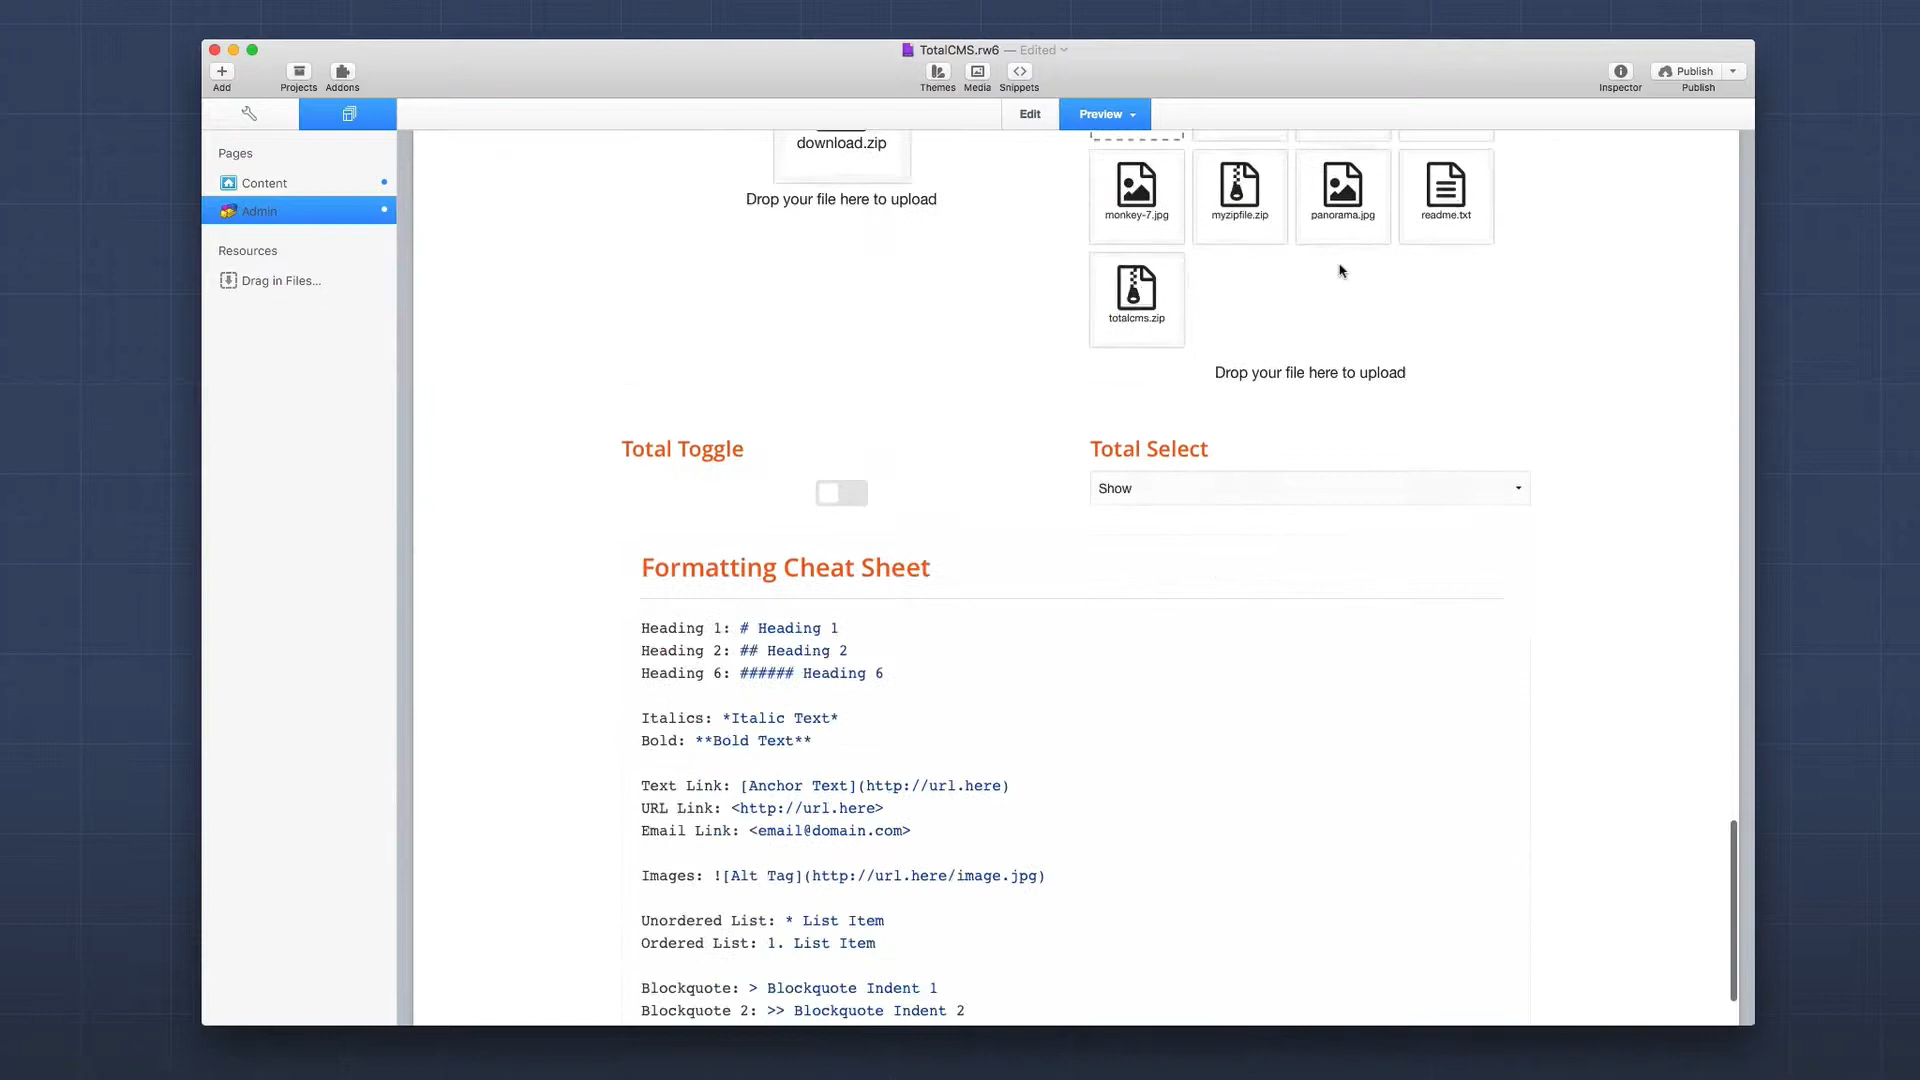 TotalCMS.rw6 — Edited
Add
Projects
Addons
Themes
Media
Snippets
Inspector
Publish
Publish
Edit
Preview
Pages
Content
Admin
Resources
Drag in Files...
download.zip
Drop your file here to upload
monkey-7.jpg
myzipfile.zip
panorama.jpg
readme.txt
totalcms.zip
Drop your file here to upload
Total Toggle
Total Select
Show
Formatting Cheat Sheet
Heading 1: # Heading 1
Heading 2: ## Heading 2
Heading 6: ###### Heading 6
Italics: *Italic Text*
Bold: **Bold Text**
Text Link: [Anchor Text](http://url.here)
URL Link: <http://url.here>
Email Link: <email@domain.com>
Images: ![Alt Tag](http://url.here/image.jpg)
Unordered List: * List Item
Ordered List: 1. List Item
Blockquote: > Blockquote Indent 1
Blockquote 2: >> Blockquote Indent 2